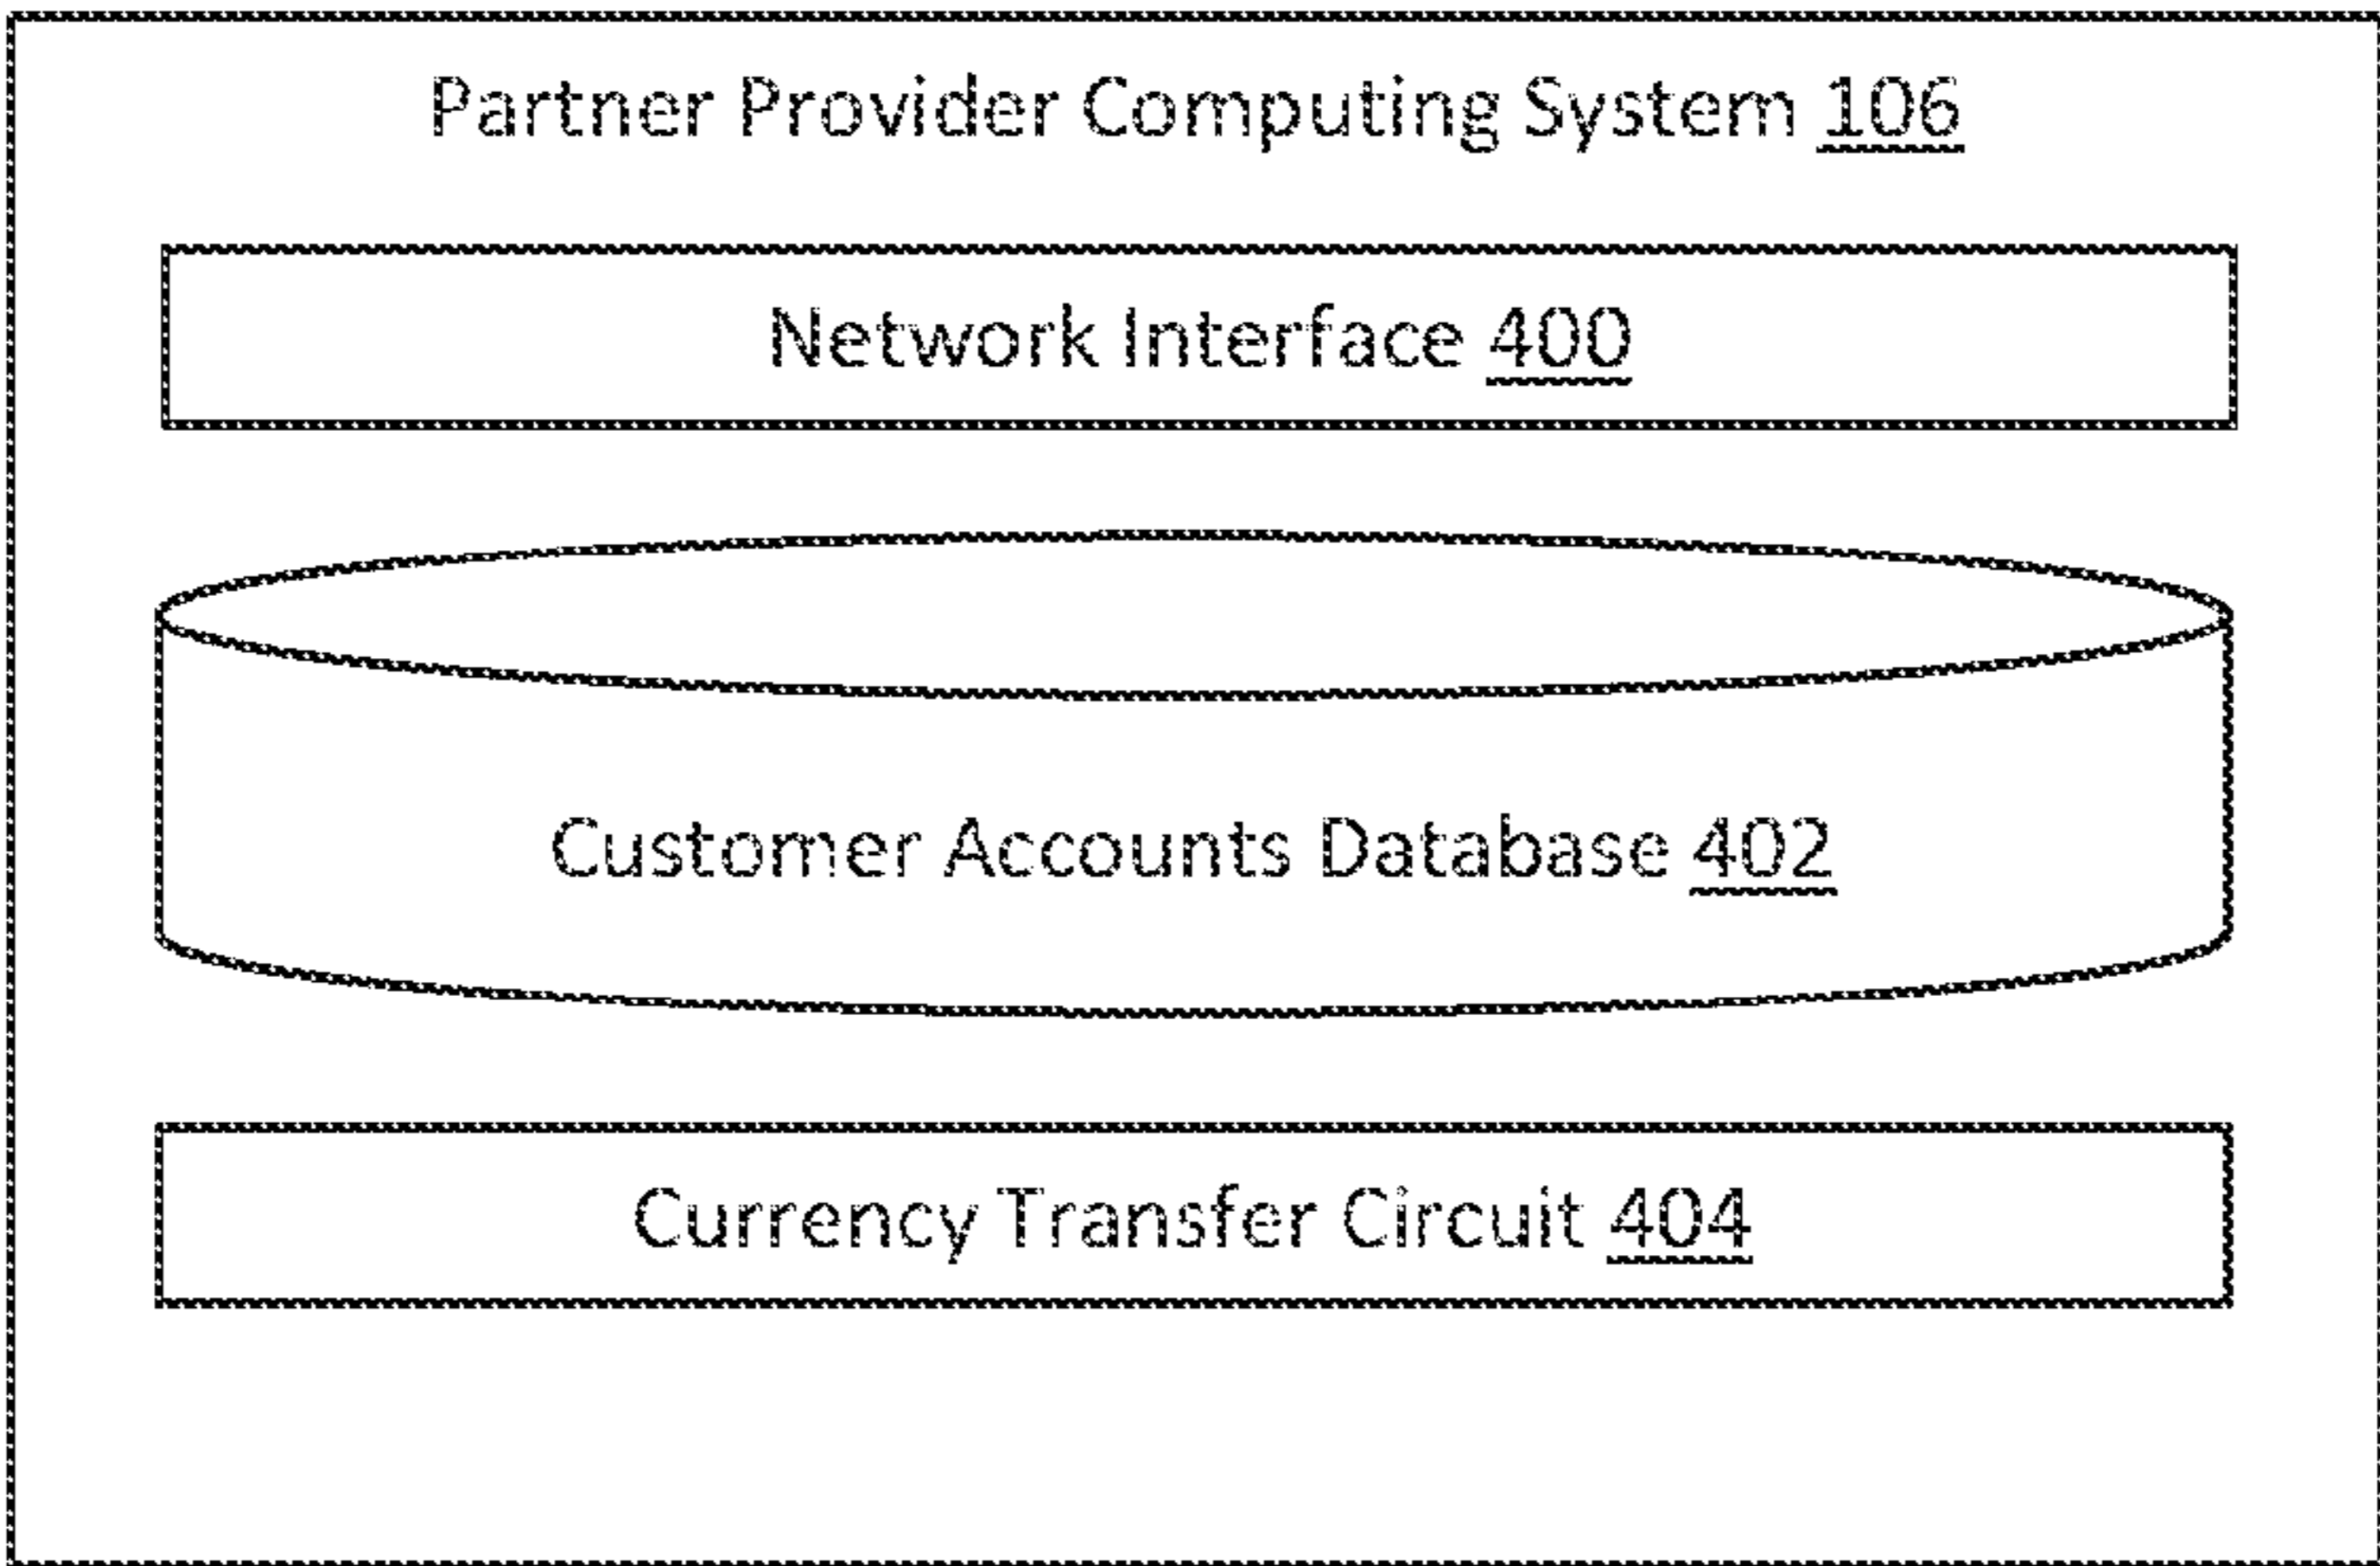 Partner Provider Computing System 106
Network Interface 400
Customer Accounts Database 402
Currency Transfer Circuit 404